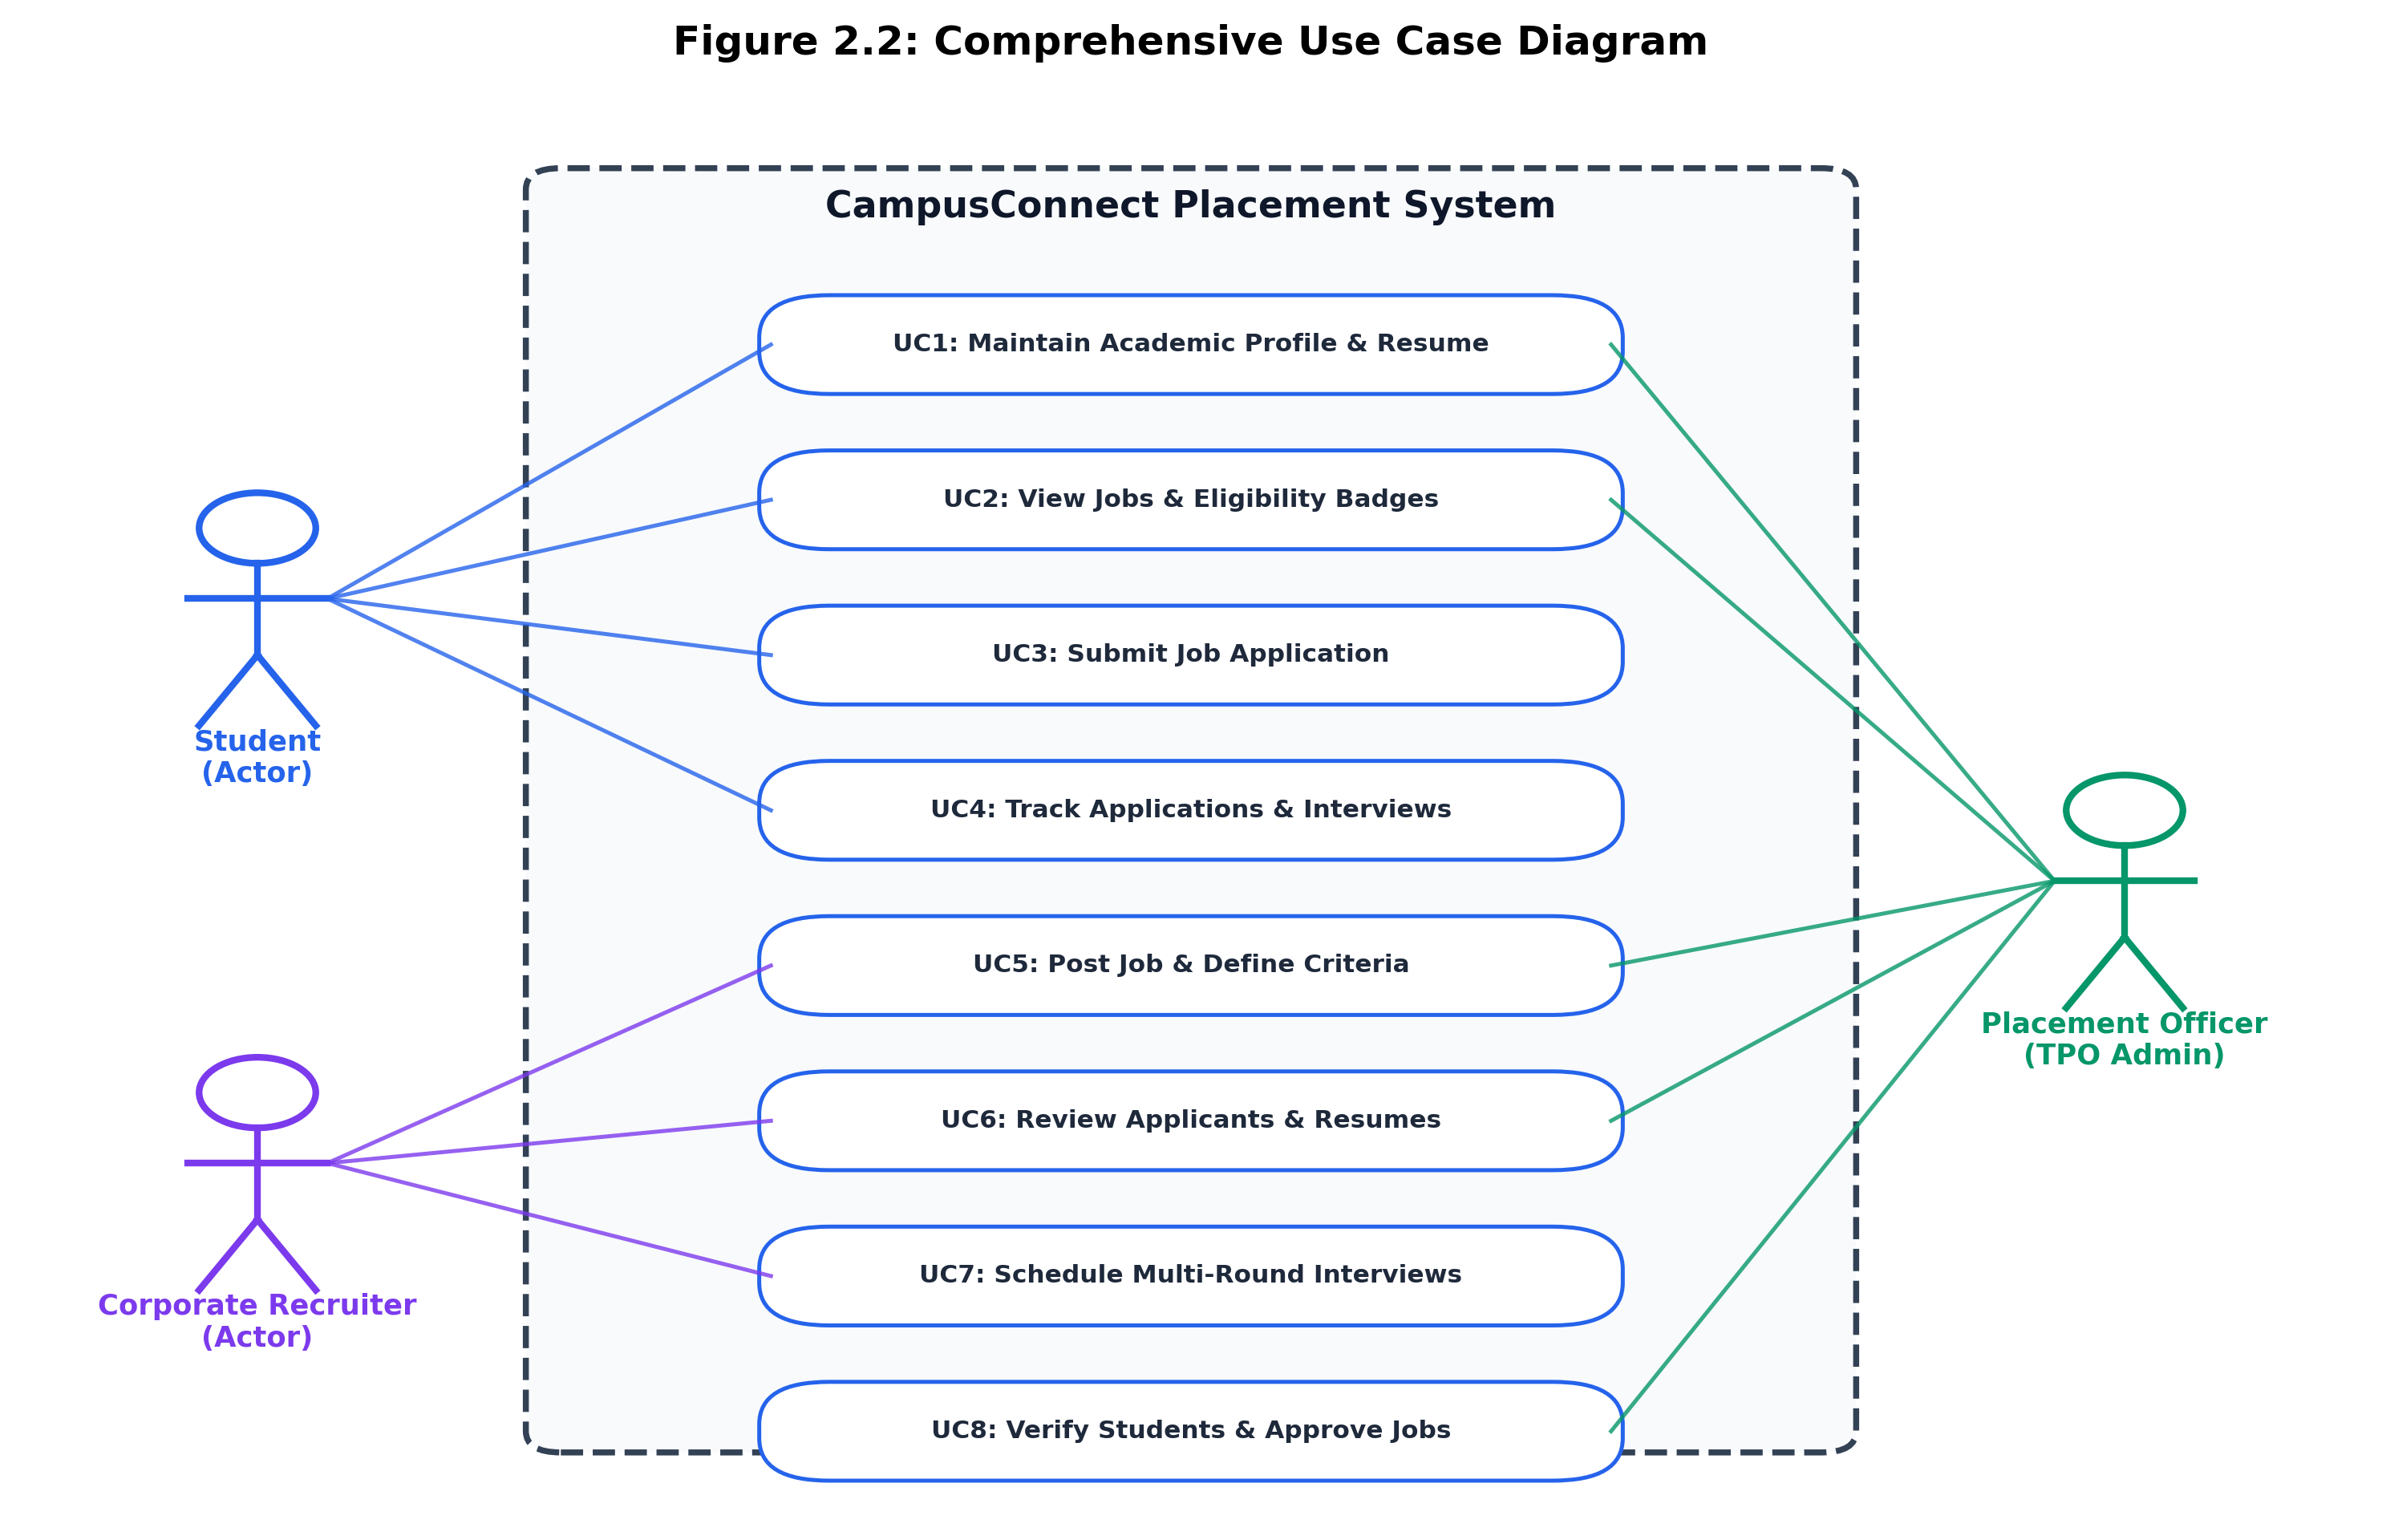 Figure 2.2: Comprehensive Use Case Diagram
CampusConnect Placement System
UC1: Maintain Academic Profile & Resume
UC2: View Jobs & Eligibility Badges
UC3: Submit Job Application
Student
(Actor)
UC4: Track Applications & Interviews
UC5: Post Job & Define Criteria
Placement Officer
(TPO Admin)
UC6: Review Applicants & Resumes
UC7: Schedule Multi-Round Interviews
Corporate Recruiter
(Actor)
UC8: Verify Students & Approve Jobs